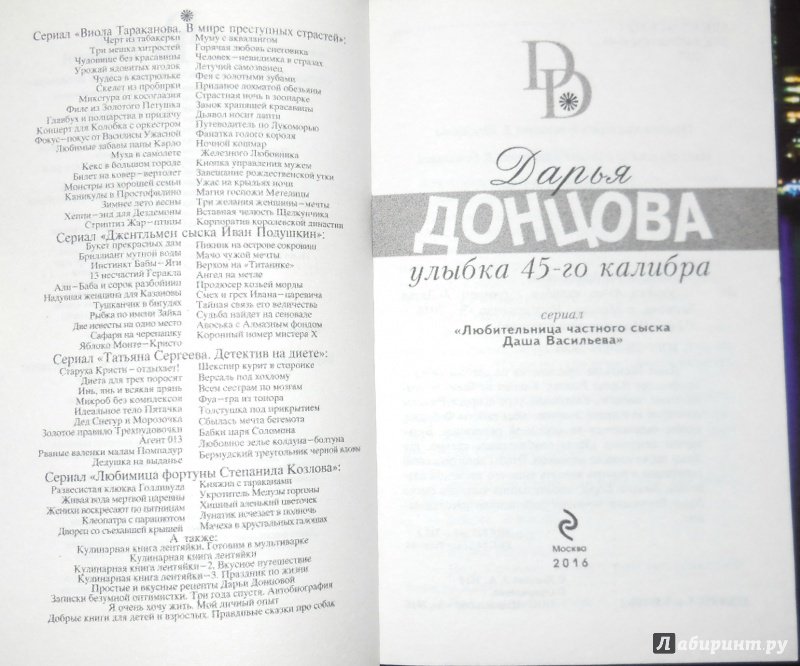 Сериал «Виола Тараканова. В мире преступных страстей»:
Черт из табакерки
Три мешка хитростей
Чудовище без красавицы
Урожай ядовитых ягодок
Чудеса в кастрюльке
Скелет из пробирки
Микстура от косоглазия
Филе из Золотого Петушка
Главбух и полцарства в придачу
Концерт для Колобка с оркестром
Фокус-покус от Василисы Ужасной
Любимые забавы папы Карло
Муха в самолете
Кекс в большом городе
Билет на ковер-вертолет
Монстры из хорошей семьи
Каникулы в Простофилино
Зимнее лето весны
Хеппи-энд для Дездемоны
Стриптиз Жар-птицы
Муму с аквалангом
Горячая любовь снеговика
Человек-невидимка в стразах
Летучий самозванец
Фея с золотыми зубами
Приданое лохматой обезьяны
Страстная ночь в зоопарке
Замок храпящей красавицы
Дьявол носит лапти
Путеводитель по Лукоморью
Фанатка голого короля
Ночной кошмар
Железного Любовника
Кнопка управления мужем
Завещание рождественской утки
Ужас на крыльях ночи
Магия госпожи Метелицы
Три желания женщины-мечты
Вставная челюсть Щелкунчика
Корпоратив королевской династии
Сериал «Джентльмен сыска Иван Подушкин»:
Букет прекрасных дам
Бриллиант мутной воды
Инстинкт Бабы-Яги
13 несчастий Геракла
Али-Баба и сорок разбойниц
Надувная женщина для Казановы
Тушканчик в бигудях
Рыбка по имени Зайка
Две невесты на одно место
Сафари на черепашку
Яблоко Монте-Кристо
Пикник на острове сокровищ
Мачо чужой мечты
Верхом на «Титанике»
Ангел на метле
Продюсер козьей морды
Смех и грех Ивана-царевича
Тайная связь его величества
Судьба найдет на сеновале
Авоська с Алмазным фондом
Коронный номер мистера Х
Сериал «Татьяна Сергеева. Детектив на диете»:
Старуха Кристи – отдыхает!
Диета для трех поросят
Инь, янь и всякая дрянь
Микроб без комплексов
Идеальное тело Пятачка
Дед Снегур и Морозочка
Золотое правило Трехпудовочки
Агент 013
Рваные валенки мадам Помпадур
Дедушка на выданье
Шекспир курит в сторонке
Версаль под хохлому
Всем сестрам по мозгам
Фуа-гра из топора
Толстушка под прикрытием
Сбылась мечта бегемота
Бабки царя Соломона
Любовное зелье колдуна-болтуна
Бермудский треугольник черной вдовы
Сериал «Любимица фортуны Степанида Козлова»:
Развесистая клюква Голливуда
Живая вода мертвой царевны
Женихи воскресают по пятницам
Клеопатра с парашютом
Дворец со съехавшей крышей
Княжна с тараканами
Укротитель Медузы горгоны
Хищный аленький цветочек
Лунатик исчезает в полночь
Мачеха в хрустальных галошах
А также:
Кулинарная книга лентяйки. Готовим в мультиварке
Кулинарная книга лентяйки
Кулинарная книга лентяйки–2. Вкусное путешествие
Кулинарная книга лентяйки–3. Праздник по жизни
Простые и вкусные рецепты Дарьи Донцовой
Записки безумной оптимистки. Три года спустя. Автобиография
Я очень хочу жить. Мой личный опыт
Добрые книги для детей и взрослых. Правдивые сказки про собак
DD
Дарья
ДОНЦОВА
улыбка 45-го калибра
сериал
«Любительница частного сыска
Даша Васильева»
Москва
2016
Лабиринт.ру